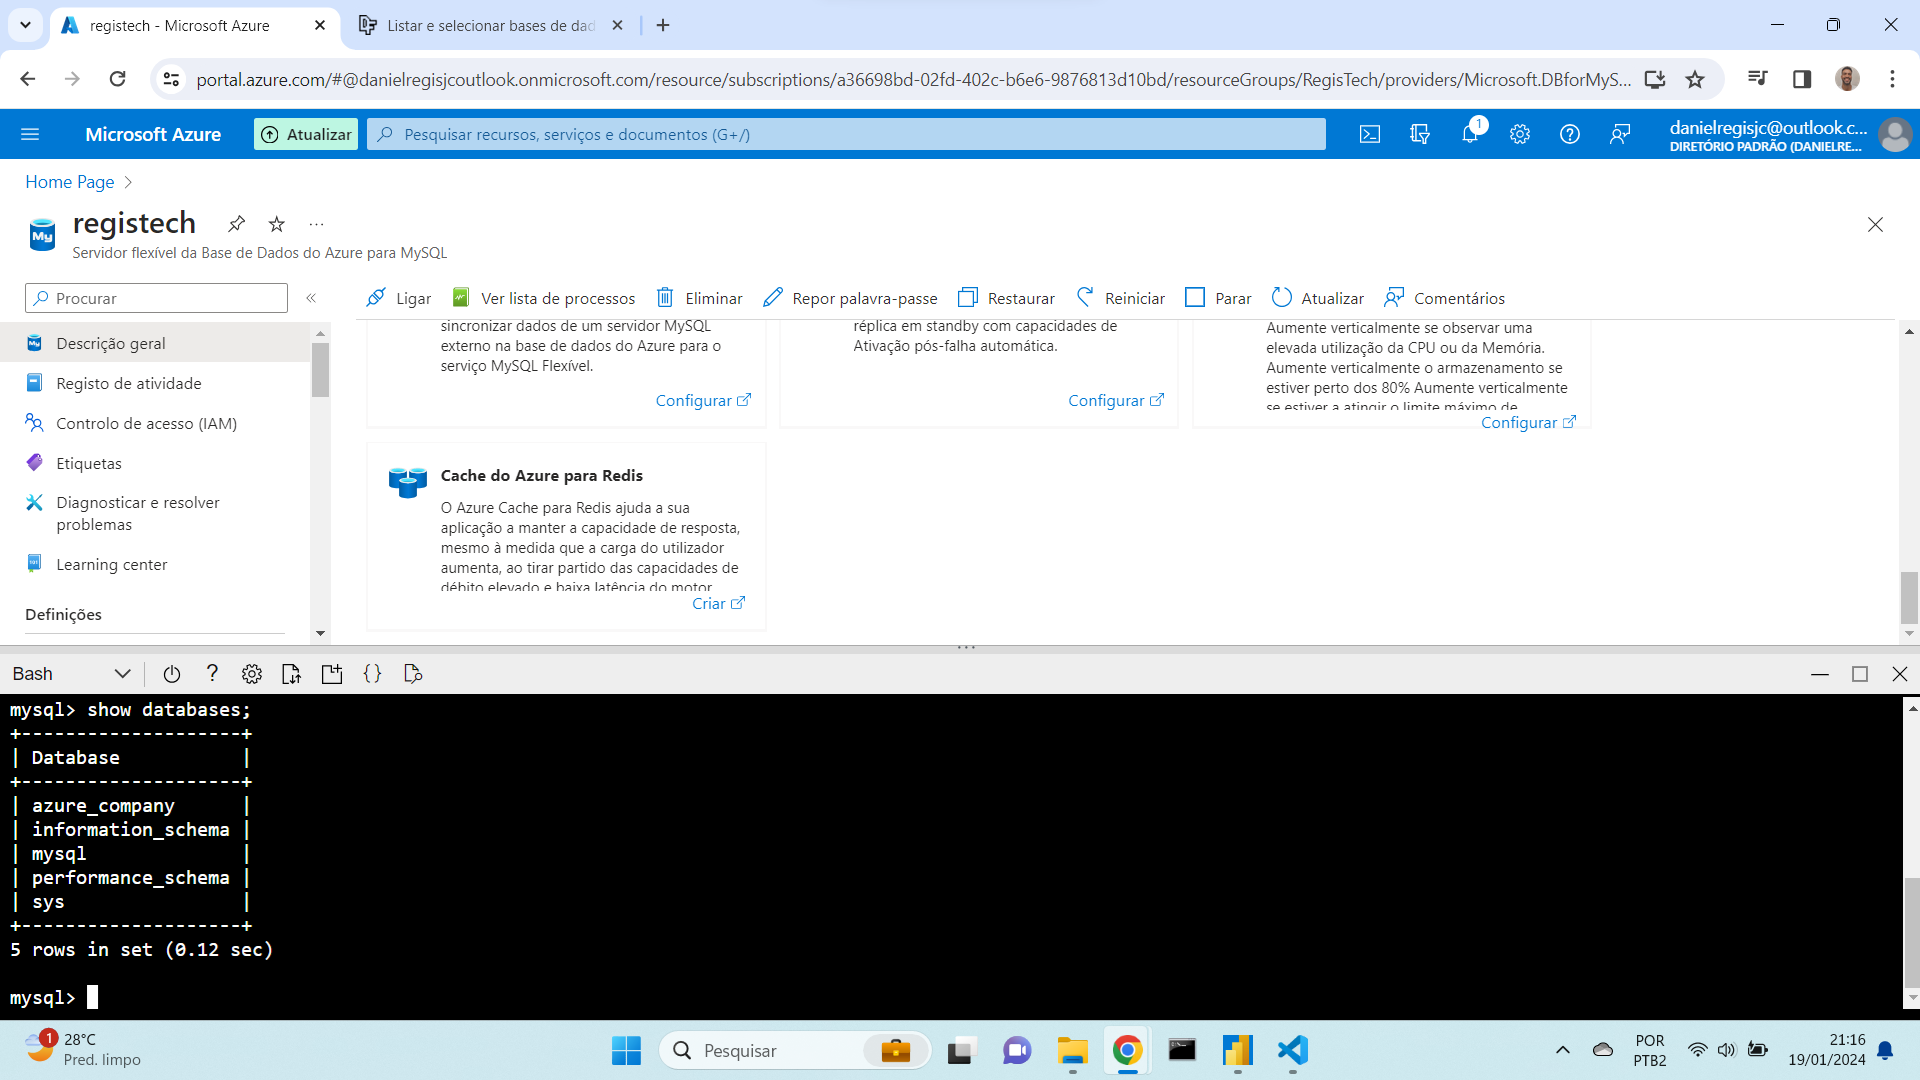 registech - Microsoft Azure
Listar e selecionar bases de dad
portal.azure.com/#@danielregisjcoutlook.onmicrosoft.com/resource/subscriptions/a36698bd-02fd-402c-b6e6-9876813d10bd/resourceGroups/RegisTech/providers/Microsoft.DBforMyS...
Microsoft Azure
Atualizar
Pesquisar recursos, serviços e documentos (G+/)
1
danielregisjc@outlook.c...
DIRETÓRIO PADRÃO (DANIELRE...
Home Page
My
registech
...
Servidor flexível da Base de Dados do Azure para MySQL
Procurar
«
Ligar
Ver lista de processos
Eliminar
Repor palavra-passe
Restaurar
Reiniciar
Parar
Atualizar
Comentários
Descrição geral
Registo de atividade
Controlo de acesso (IAM)
Etiquetas
Diagnosticar e resolver
problemas
Learning center
Definições
sincronizar dados de um servidor MySQL
externo na base de dados do Azure para o
serviço MySQL Flexível.
Configurar
réplica em standby com capacidades de
Ativação pós-falha automática.
Configurar
Aumente verticalmente se observar uma
elevada utilização da CPU ou da Memória.
Aumente verticalmente o armazenamento se
estiver perto dos 80% Aumente verticalmente
se estiver a atingir o limite máximo de
Configurar
Cache do Azure para Redis
O Azure Cache para Redis ajuda a sua
aplicação a manter a capacidade de resposta,
mesmo à medida que a carga do utilizador
aumenta, ao tirar partido das capacidades de
débito elevado e baixa latência do motor
Criar
Bash
?
{}
mysql> show databases;
+--------------------+
| Database           |
+--------------------+
| azure_company      |
| information_schema |
| mysql              |
| performance_schema |
| sys                |
+--------------------+
5 rows in set (0.12 sec)
mysql>
1
28°C
Pred. limpo
Pesquisar
POR
PTB2
21:16
19/01/2024